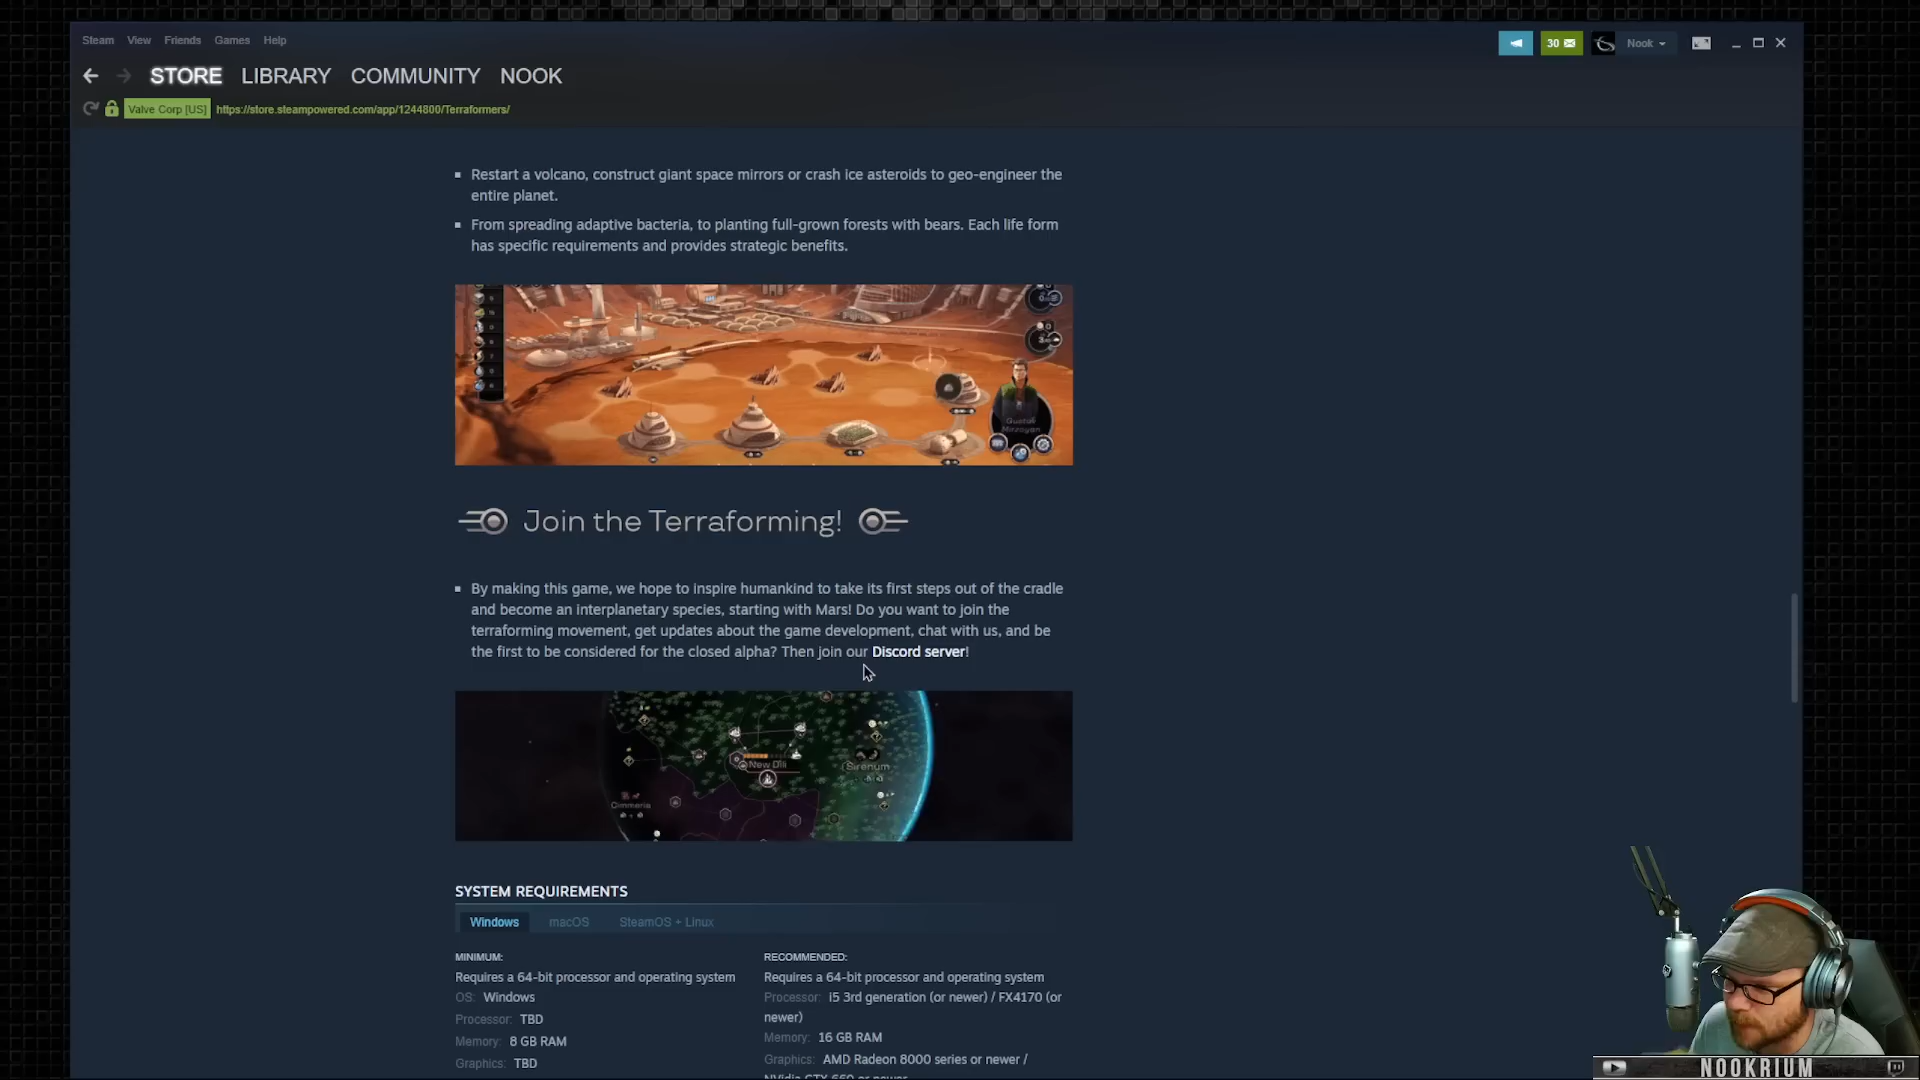 Steam View Friends Games Help
30
Nook
STORE LIBRARY COMMUNITY NOOK
Valve Corp [US] https://store.steampowered.com/app/1244800/Terraformers/
Restart a volcano, construct giant space mirrors or crash ice asteroids to geo-engineer the
entire planet.
From spreading adaptive bacteria, to planting full-grown forests with bears. Each life form
has specific requirements and provides strategic benefits.
Join the Terraforming!
By making this game, we hope to inspire humankind to take its first steps out of the cradle
and become an interplanetary species, starting with Mars! Do you want to join the
terraforming movement, get updates about the game development, chat with us, and be
the first to be considered for the closed alpha? Then join our Discord server!
Sirenum
Cimmeria
SYSTEM REQUIREMENTS
Windows macOS SteamOS + Linux
MINIMUM:
Requires a 64-bit processor and operating system
OS: Windows
Processor: TBD
Memory: 8 GB RAM
Graphics: TBD
RECOMMENDED:
Requires a 64-bit processor and operating system
Processor: i5 3rd generation (or newer) / FX4170 (or
newer)
Memory: 16 GB RAM
Graphics: AMD Radeon 8000 series or newer /
NOOKRIUM